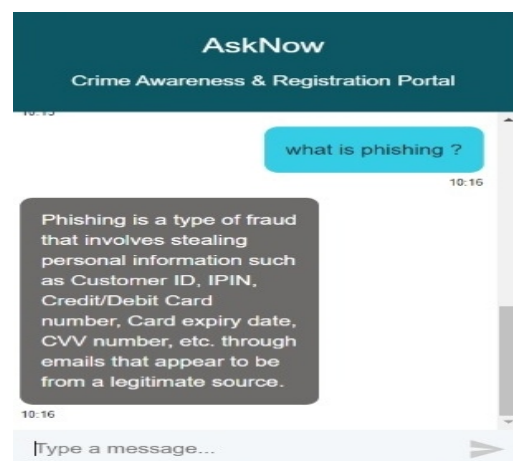 AskNow
Crime Awareness & Registration Portal
what is phishing ?
10:16
Phishing is a type of fraud
that involves stealing
personal information such
as Customer ID, IPIN,
Credit/Debit Card
number, Card expiry date,
CVV number, etc. through
emails that appear to be
from a legitimate source.
10:16
Type a message...